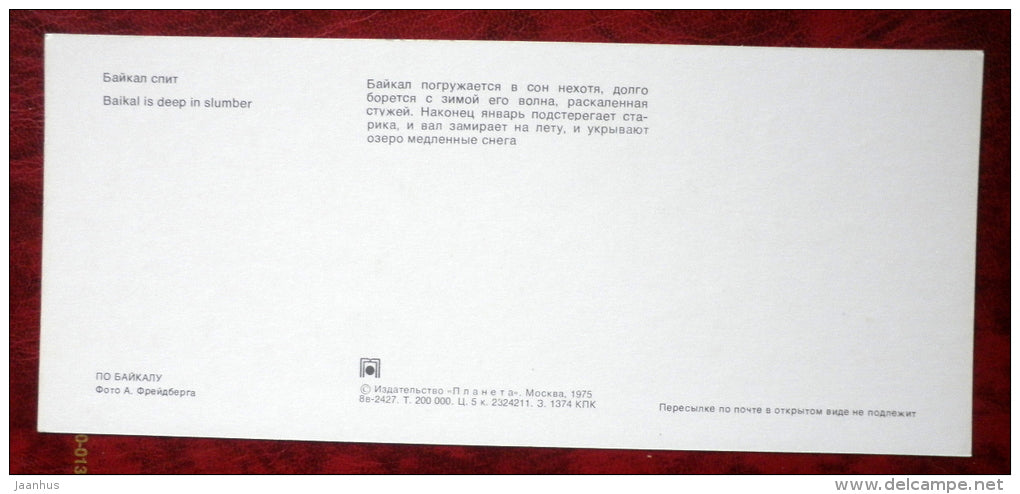 Байкал спит
Baikal is deep in slumber
Байкал погружается в сон нехотя, долго
борется с зимой его волна, раскаленная
стужей. Наконец январь подстерегает ста-
рика, и вал замирает на лету, и укрывают
озеро медленные снега
ПО БАЙКАЛУ
Фото А. Фрейдберга
© Издательство «Планета». Москва, 1975
8в-2427. Т. 200 000. Ц. 5 к. 2324211. З. 1374 КПК
Пересылке по почте в открытом виде не подлежит
0-013
Jaanhus
www.delcampe.net